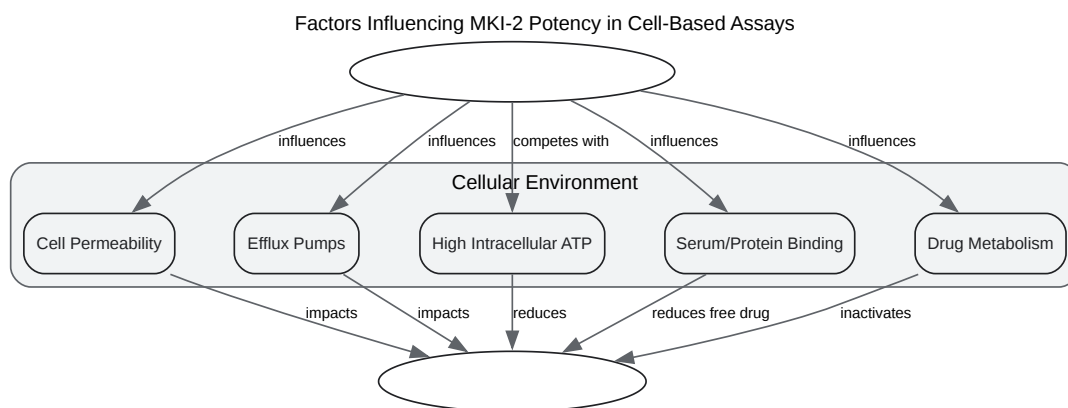 Factors Influencing MKI-2 Potency in Cell-Based Assays
influences
influences
competes with
influences
influences
Cellular Environment
Cell Permeability
Efflux Pumps
High Intracellular ATP
Serum/Protein Binding
Drug Metabolism
impacts
impacts
reduces
reduces free drug
inactivates